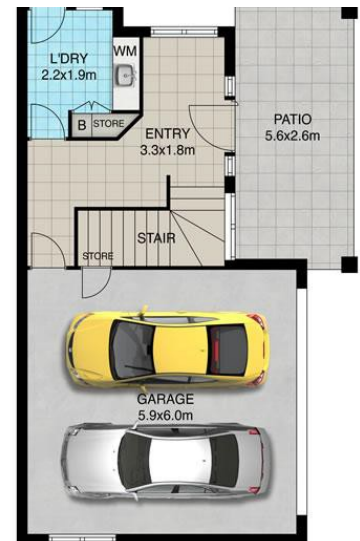 L'DRY
2.2x1.9m
WM
B STORE
ENTRY
3.3x1.8m
PATIO
5.6x2.6m
STAIR
STORE
GARAGE
5.9x6.0m